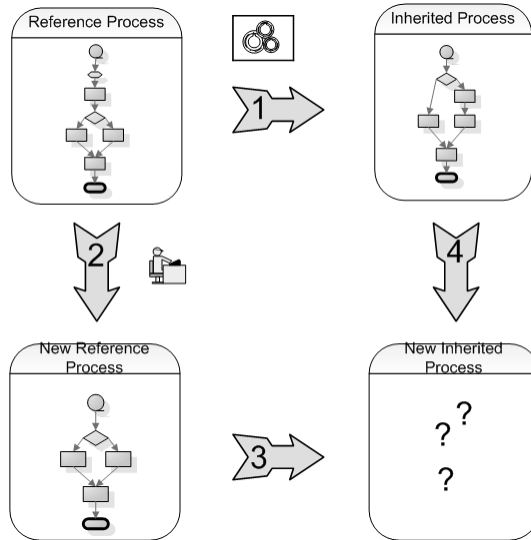 Reference Process
Inherited Process
1
2
4
New Reference
Process
New Inherited
Process
3
?
?
?